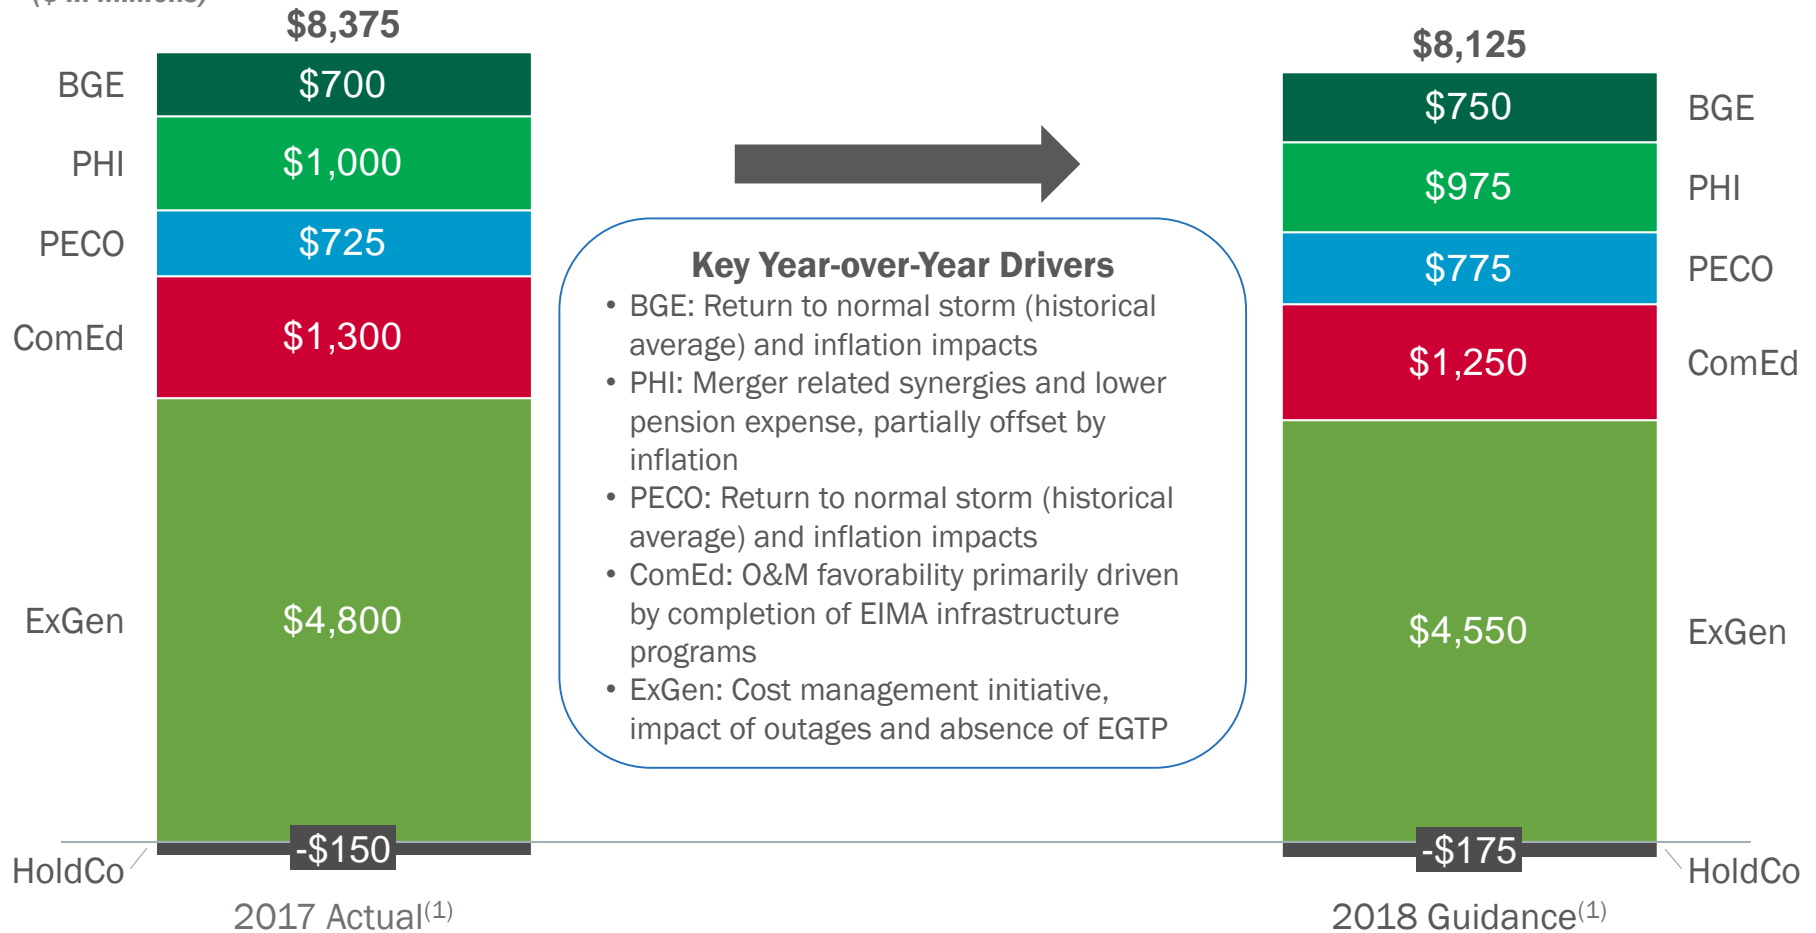 $8,375
BGE
$700
PHI
$1,000
PECO
$725
ComEd
$1,300
ExGen
$4,800
HoldCo
-$150
2017 Actual(1)
Key Year-over-Year Drivers
• BGE: Return to normal storm (historical
average) and inflation impacts
• PHI: Merger related synergies and lower
pension expense, partially offset by
inflation
• PECO: Return to normal storm (historical
average) and inflation impacts
• ComEd: O&M favorability primarily driven
by completion of EIMA infrastructure
programs
• ExGen: Cost management initiative,
impact of outages and absence of EGTP
$8,125
$750
BGE
$975
PHI
$775
PECO
$1,250
ComEd
$4,550
ExGen
-$175
HoldCo
2018 Guidance(1)